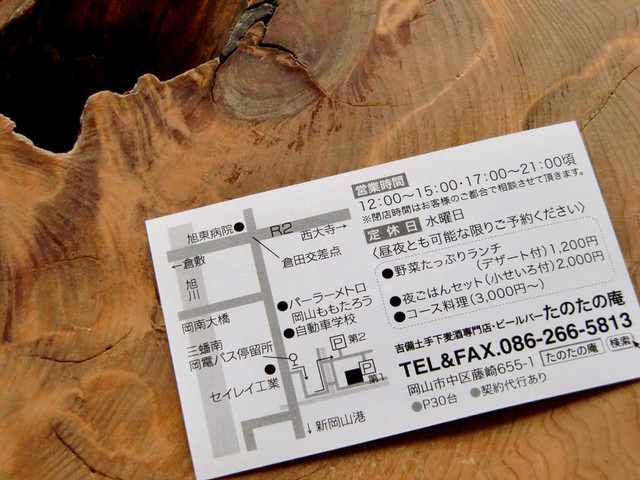 営業時間
12:00〜15:00・17:00〜21:00頃
※閉店時間はお客様のご都合で相談させて頂きます。
定休日 水曜日
〈昼夜とも可能な限りご予約ください〉
●野菜たっぷりランチ
(デザート付)1,200円
●夜ごはんセット(小せいろ付)2,000円
●コース料理(3,000円〜)
吉備土手下麦酒専門店・ビールバー たのたの庵
TEL&FAX.086-266-5813
岡山市中区藤崎655-1 たのたの庵 検索
●P30台 ●契約代行あり
旭東病院
R2
西大寺→
←倉敷
倉田交差点
旭川
●パーラーメトロ
岡南大橋
岡山ももたろう
●自動車学校
三蟠南
岡電バス停留所
P 第2
セイレイ工業
P
第1
↓新岡山港